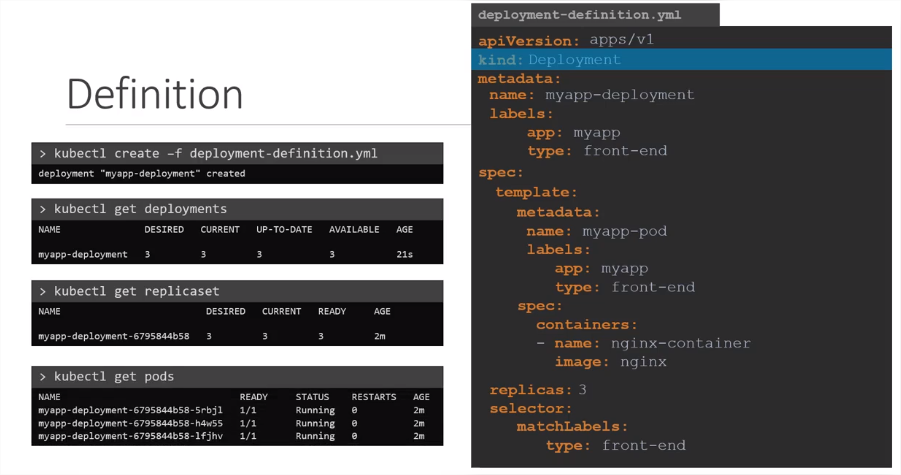 Definition
> kubectl create –f deployment-definition.yml
deployment "myapp-deployment" created
> kubectl get deployments
NAME DESIRED CURRENT UP-TO-DATE AVAILABLE AGE
myapp-deployment 3 3 3 3 21s
> kubectl get replicaset
NAME DESIRED CURRENT READY AGE
myapp-deployment-6795844b58 3 3 3 2m
> kubectl get pods
NAME READY STATUS RESTARTS AGE
myapp-deployment-6795844b58-5rbjl 1/1 Running 0 2m
myapp-deployment-6795844b58-h4w55 1/1 Running 0 2m
myapp-deployment-6795844b58-lfjhv 1/1 Running 0 2m
deployment-definition.yml
apiVersion: apps/v1
kind: Deployment
metadata:
name: myapp-deployment
labels:
app: myapp
type: front-end
spec:
template:
metadata:
name: myapp-pod
labels:
app: myapp
type: front-end
spec:
containers:
- name: nginx-container
image: nginx
replicas: 3
selector:
matchLabels:
type: front-end